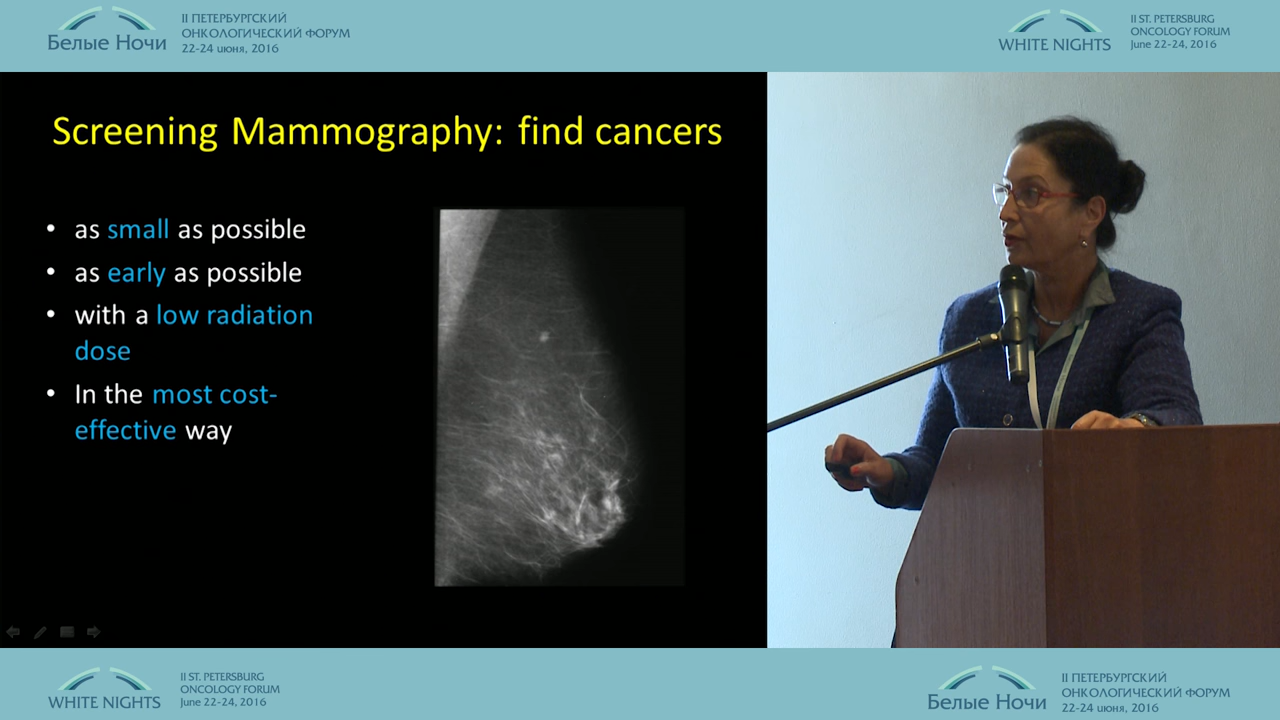 II ПЕТЕРБУРГСКИЙ
ОНКОЛОГИЧЕСКИЙ ФОРУМ
Белые Ночи
22-24 июня, 2016
II ST. PETERSBURG
ONCOLOGY FORUM
WHITE NIGHTS
June 22-24, 2016
Screening Mammography: find cancers
• as small as possible
• as early as possible
• with a low radiation
dose
• In the most cost-
effective way
II ST. PETERSBURG
ONCOLOGY FORUM
WHITE NIGHTS
June 22-24, 2016
II ПЕТЕРБУРГСКИЙ
ОНКОЛОГИЧЕСКИЙ ФОРУМ
Белые Ночи
22-24 июня, 2016